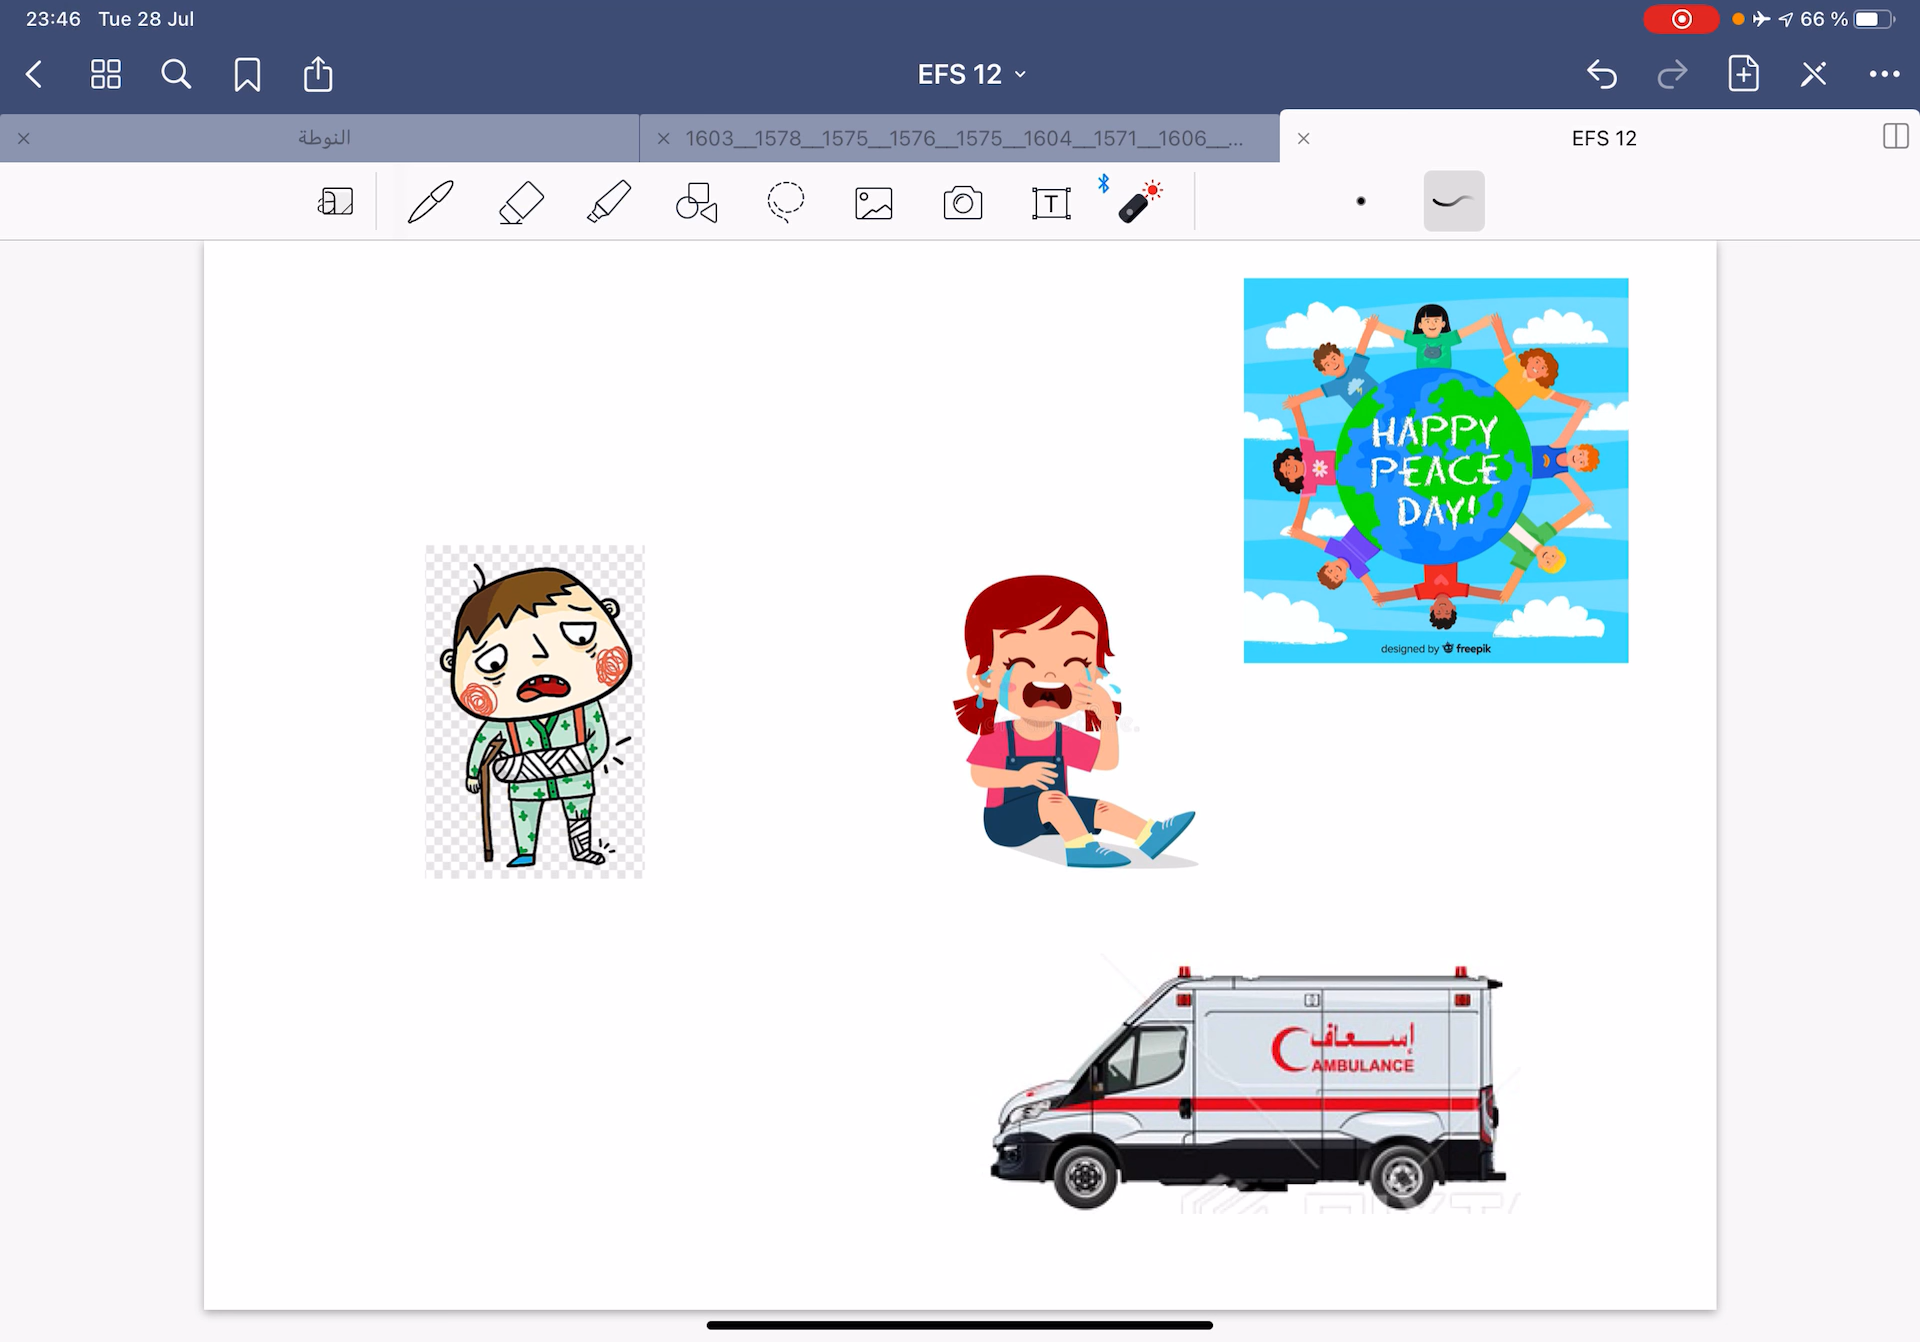 23:46 Tue 28 Jul
66 %
EFS 12
النوطة
1603__1578__1575__1576__1575__1604__1571__1606__...
EFS 12
T
HAPPY
PEACE
DAY!
designed by freepik
إسعاف
AMBULANCE